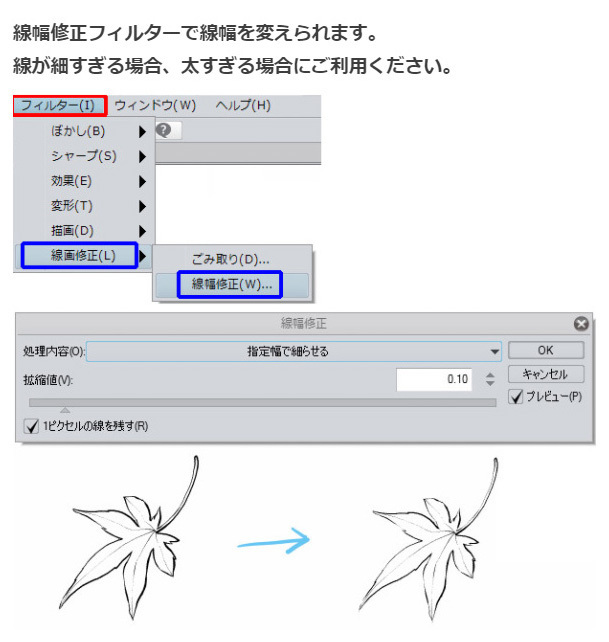 線幅修正フィルターで線幅を変えられます。
線が細すぎる場合、太すぎる場合にご利用ください。
フィルター(I) ウィンドウ(W) ヘルプ(H)
ぼかし(B)
シャープ(S)
効果(E)
変形(T)
描画(D)
線画修正(L)
ごみ取り(D)...
線幅修正(W)...
線幅修正
処理内容(O): 指定幅で細らせる OK
拡縮値(V): 0.10 キャンセル
プレビュー(P)
1ピクセルの線を残す(R)